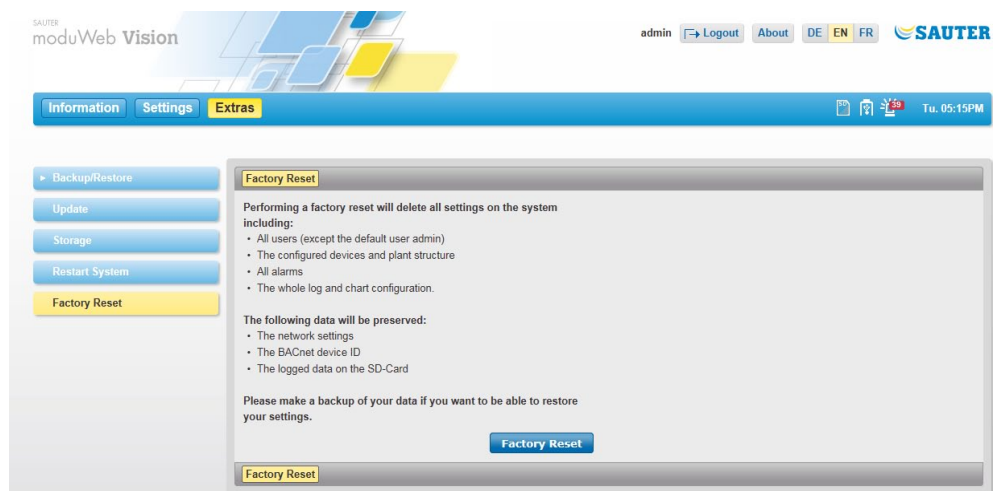 SAUTER
moduWeb Vision
admin Logout About DE EN FR SAUTER
Information Settings Extras
SD 39 Tu. 05:15PM
Backup/Restore
Update
Storage
Restart System
Factory Reset
Factory Reset
Performing a factory reset will delete all settings on the system
including:
• All users (except the default user admin)
• The configured devices and plant structure
• All alarms
• The whole log and chart configuration.
The following data will be preserved:
• The network settings
• The BACnet device ID
• The logged data on the SD-Card
Please make a backup of your data if you want to be able to restore
your settings.
Factory Reset
Factory Reset